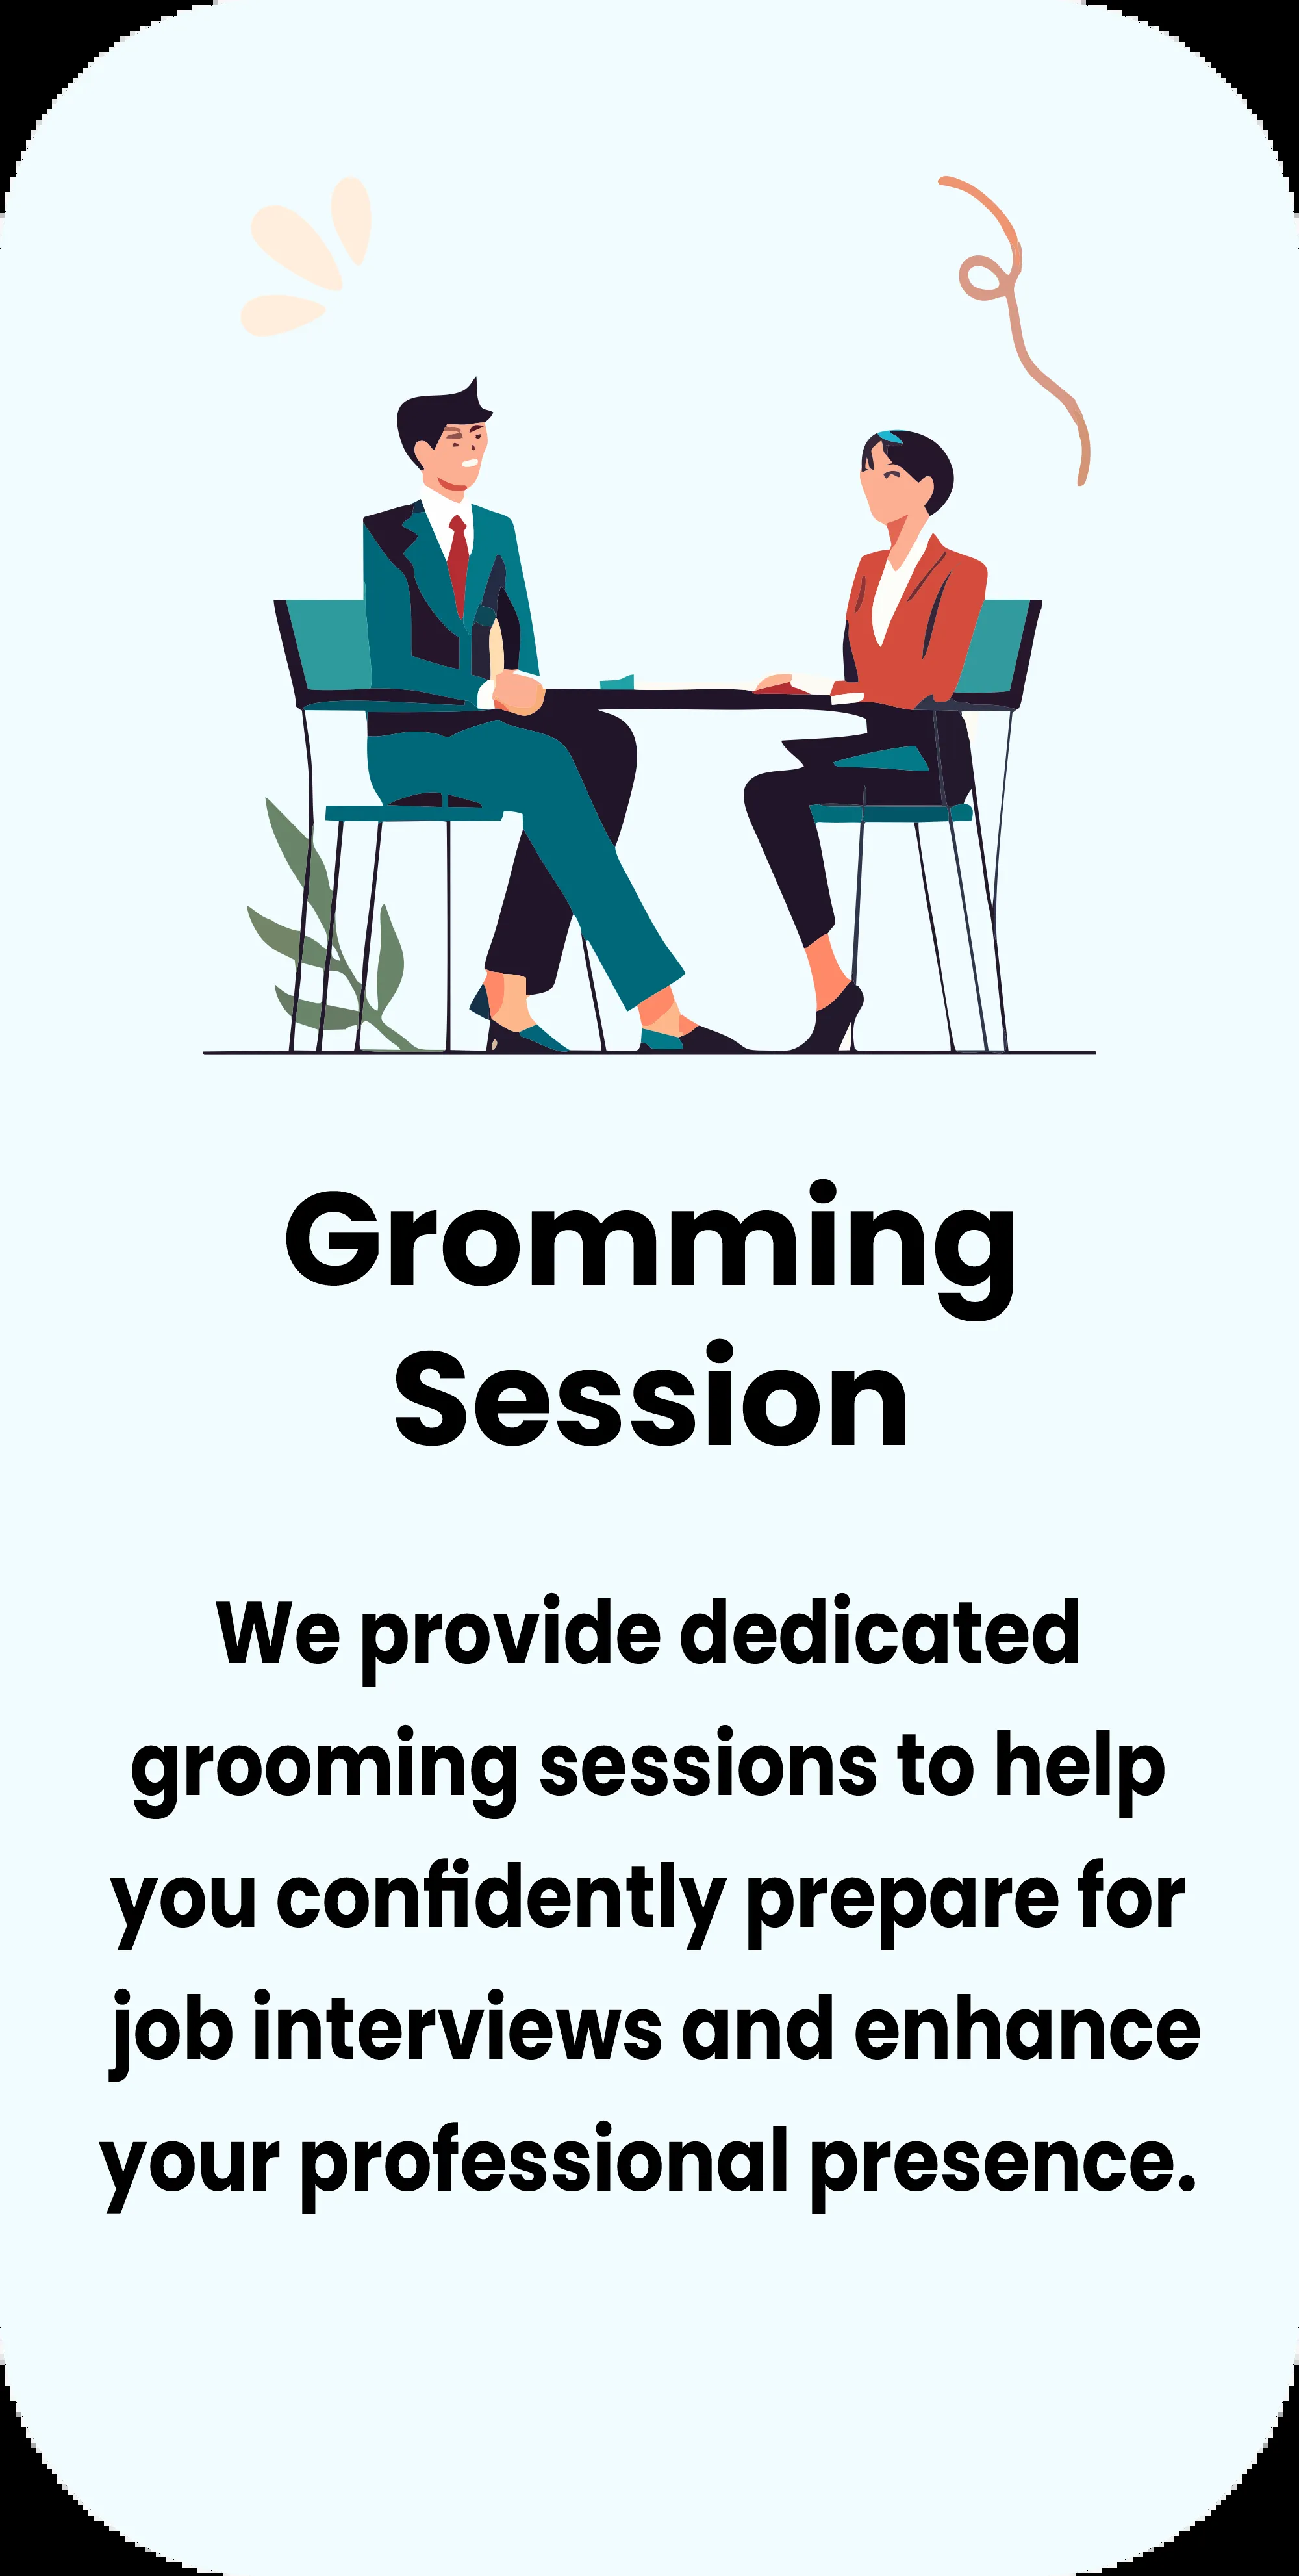 Gromming
Session
We provide dedicated
grooming sessions to help
you confidently prepare for
job interviews and enhance
your professional presence.